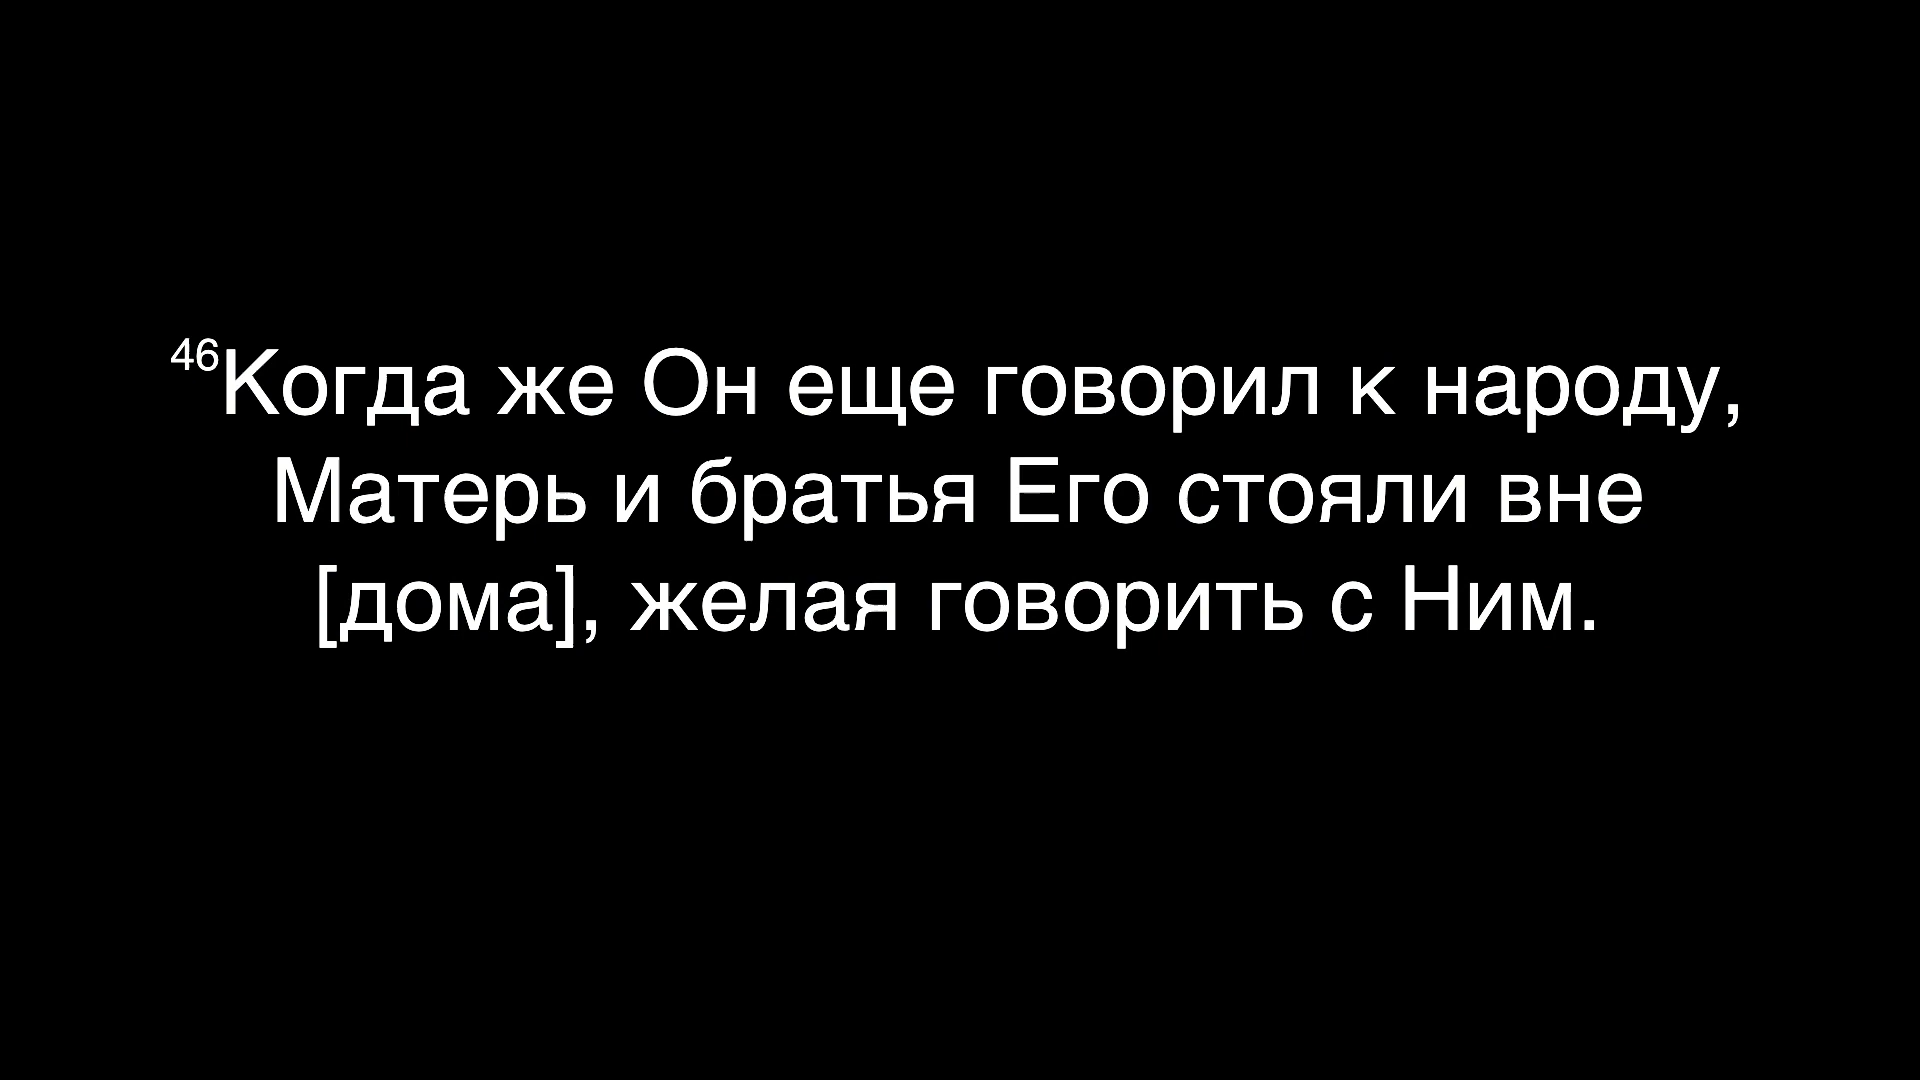 46Когда же Он еще говорил к народу,
Матерь и братья Его стояли вне
[дома], желая говорить с Ним.